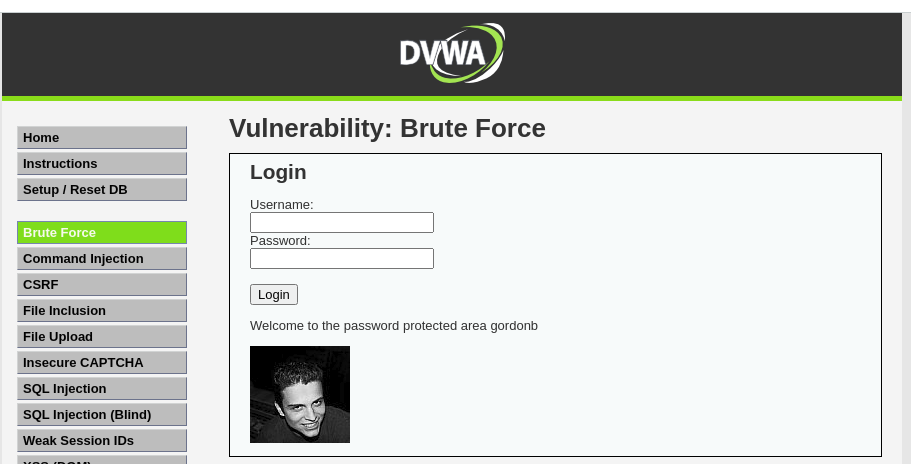 DVWA
Home
Instructions
Setup / Reset DB
Brute Force
Command Injection
CSRF
File Inclusion
File Upload
Insecure CAPTCHA
SQL Injection
SQL Injection (Blind)
Weak Session IDs
XSS (DOM)
Vulnerability: Brute Force
Login
Username:
Password:
Login
Welcome to the password protected area gordonb